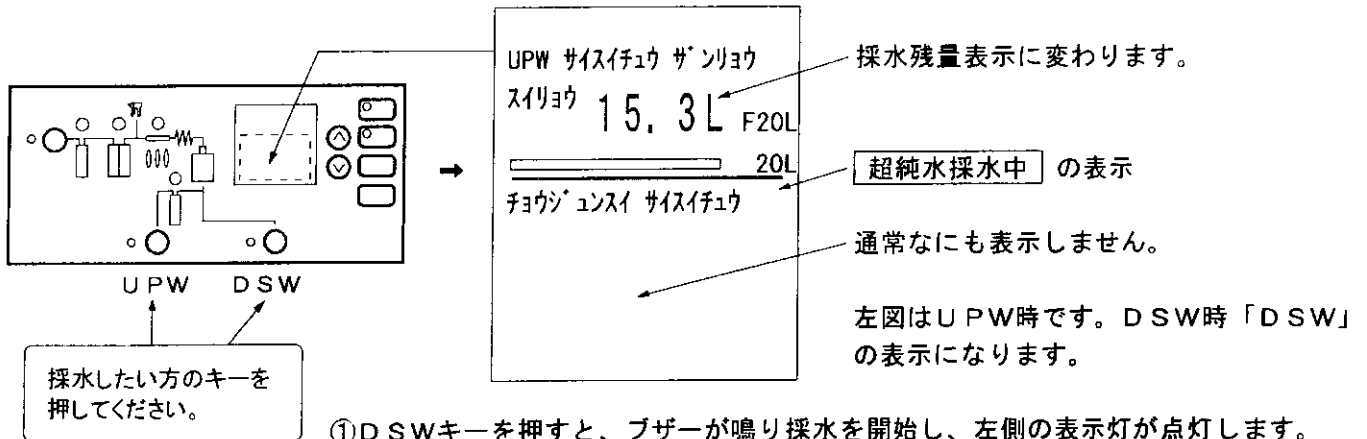 UPW サイスイチュウ ザンリョウ
スイリョウ 15.3L F20L
20L
チョウジュンスイ サイスイチュウ
採水残量表示に変わります。
超純水採水中 の表示
通常なにも表示しません。
左図はUPW時です。DSW時「DSW」
の表示になります。
→
UPW DSW
採水したい方のキーを
押してください。
①DSWキーを押すと、ブザーが鳴り採水を開始し、左側の表示灯が点灯します。